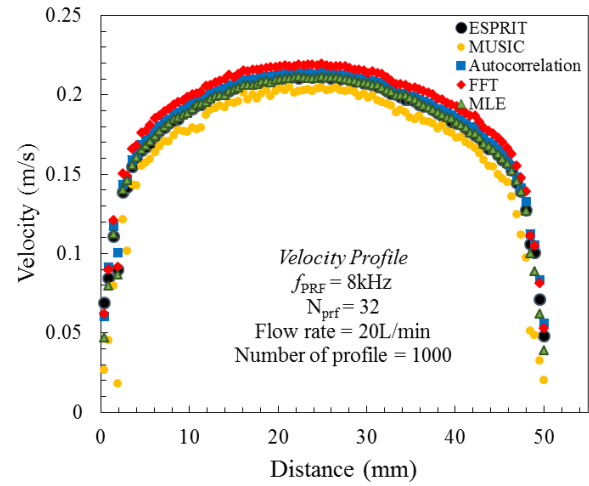 0.25
0.2
0.15
0.1
0.05
0
Velocity (m/s)
ESPRIT
MUSIC
Autocorrelation
FFT
MLE
Velocity Profile
fPRF = 8kHz
Nprf = 32
Flow rate = 20L/min
Number of profile = 1000
0 10 20 30 40 50
Distance (mm)